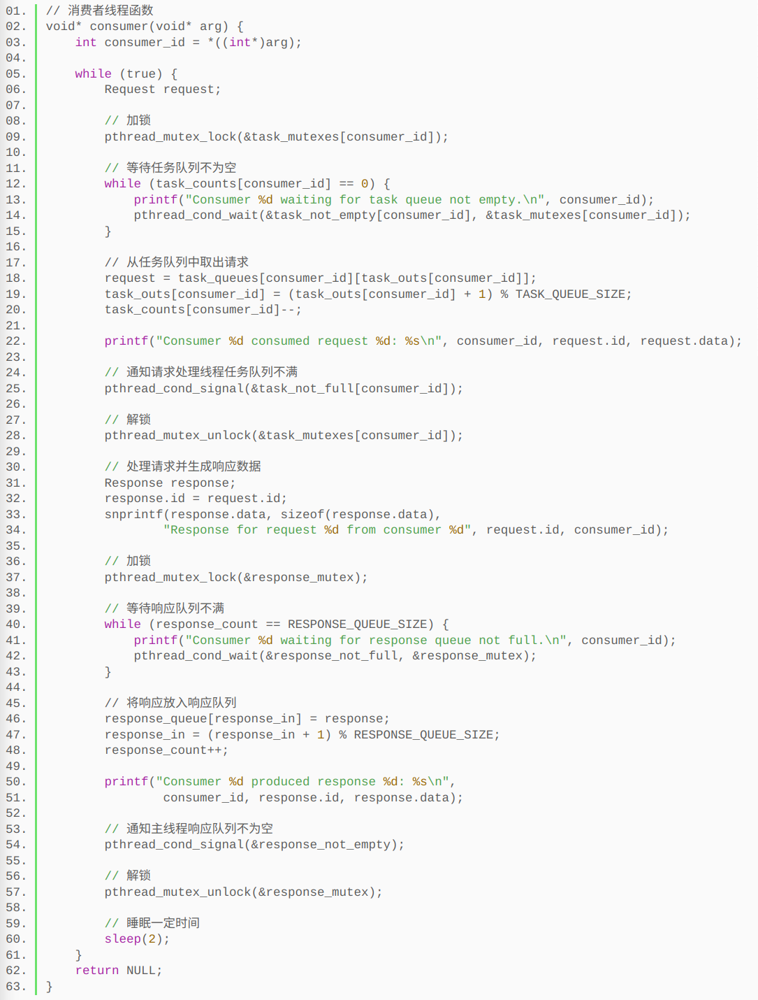 01. // 消费者线程函数
02. void* consumer(void* arg) {
03.     int consumer_id = *((int*)arg);
04.
05.     while (true) {
06.         Request request;
07.
08.         // 加锁
09.         pthread_mutex_lock(&task_mutexes[consumer_id]);
10.
11.         // 等待任务队列不为空
12.         while (task_counts[consumer_id] == 0) {
13.             printf("Consumer %d waiting for task queue not empty.\n", consumer_id);
14.             pthread_cond_wait(&task_not_empty[consumer_id], &task_mutexes[consumer_id]);
15.         }
16.
17.         // 从任务队列中取出请求
18.         request = task_queues[consumer_id][task_outs[consumer_id]];
19.         task_outs[consumer_id] = (task_outs[consumer_id] + 1) % TASK_QUEUE_SIZE;
20.         task_counts[consumer_id]--;
21.
22.         printf("Consumer %d consumed request %d: %s\n", consumer_id, request.id, request.data);
23.
24.         // 通知请求处理线程任务队列不满
25.         pthread_cond_signal(&task_not_full[consumer_id]);
26.
27.         // 解锁
28.         pthread_mutex_unlock(&task_mutexes[consumer_id]);
29.
30.         // 处理请求并生成响应数据
31.         Response response;
32.         response.id = request.id;
33.         snprintf(response.data, sizeof(response.data),
34.                 "Response for request %d from consumer %d", request.id, consumer_id);
35.
36.         // 加锁
37.         pthread_mutex_lock(&response_mutex);
38.
39.         // 等待响应队列不满
40.         while (response_count == RESPONSE_QUEUE_SIZE) {
41.             printf("Consumer %d waiting for response queue not full.\n", consumer_id);
42.             pthread_cond_wait(&response_not_full, &response_mutex);
43.         }
44.
45.         // 将响应放入响应队列
46.         response_queue[response_in] = response;
47.         response_in = (response_in + 1) % RESPONSE_QUEUE_SIZE;
48.         response_count++;
49.
50.         printf("Consumer %d produced response %d: %s\n",
51.                 consumer_id, response.id, response.data);
52.
53.         // 通知主线程响应队列不为空
54.         pthread_cond_signal(&response_not_empty);
55.
56.         // 解锁
57.         pthread_mutex_unlock(&response_mutex);
58.
59.         // 睡眠一定时间
60.         sleep(2);
61.     }
62.     return NULL;
63. }